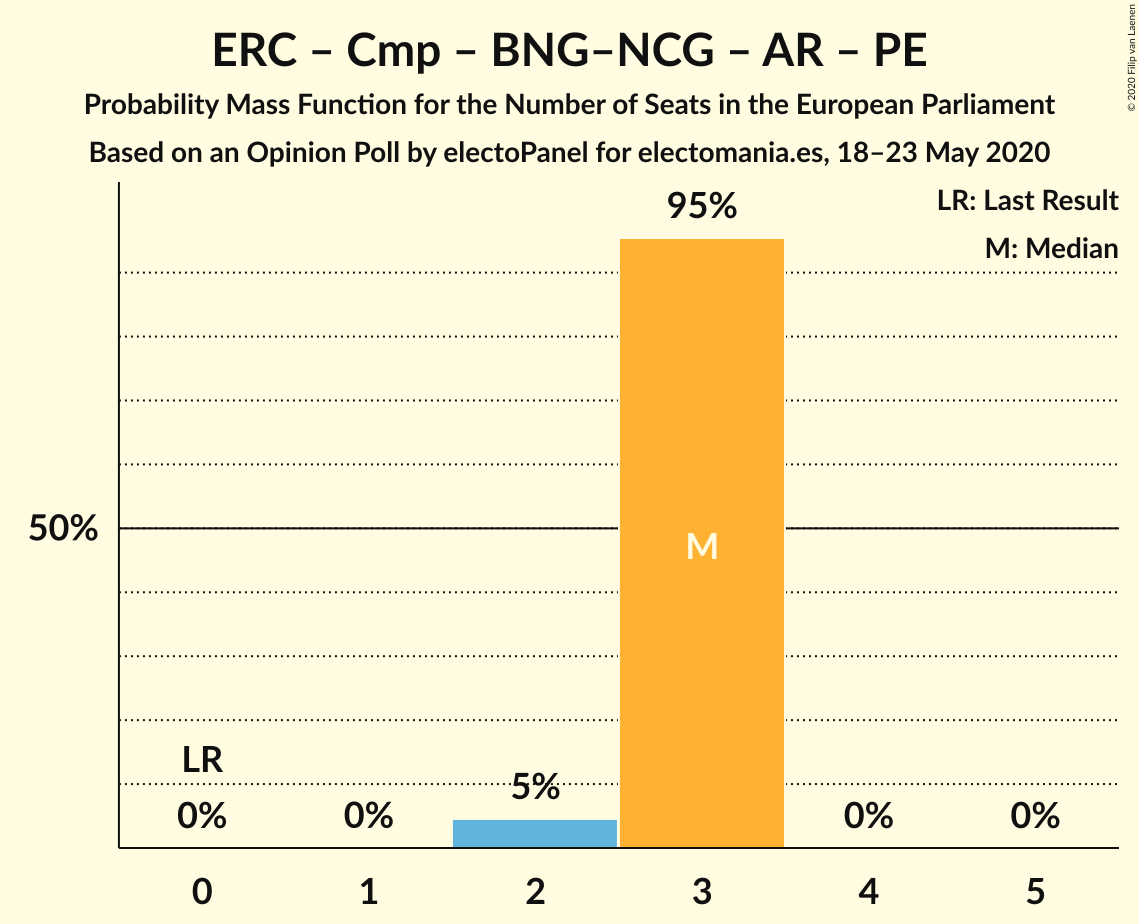 ERC – Cmp – BNG–NCG – AR – PE
Probability Mass Function for the Number of Seats in the European Parliament
Based on an Opinion Poll by electoPanel for electomania.es, 18–23 May 2020
© 2020 Filip van Laenen
LR: Last Result
M: Median
95%
50%
M
LR
0%
0%
5%
0%
0%
0
1
2
3
4
5